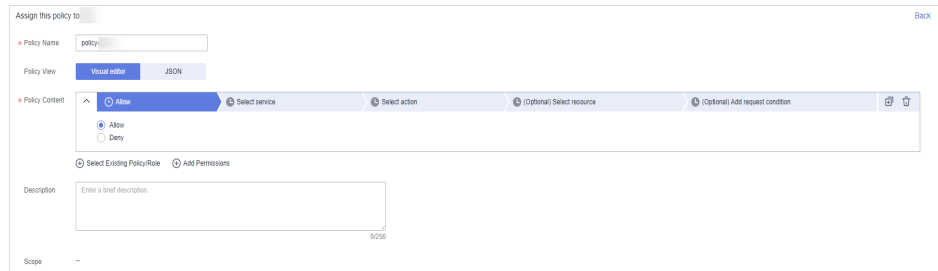 Assign this policy to
Back
* Policy Name policy-
Policy View Visual editor JSON
* Policy Content Allow Select service Select action (Optional) Select resource (Optional) Add request condition
Allow
Deny
Select Existing Policy/Role Add Permissions
Description Enter a brief description.
0/256
Scope --